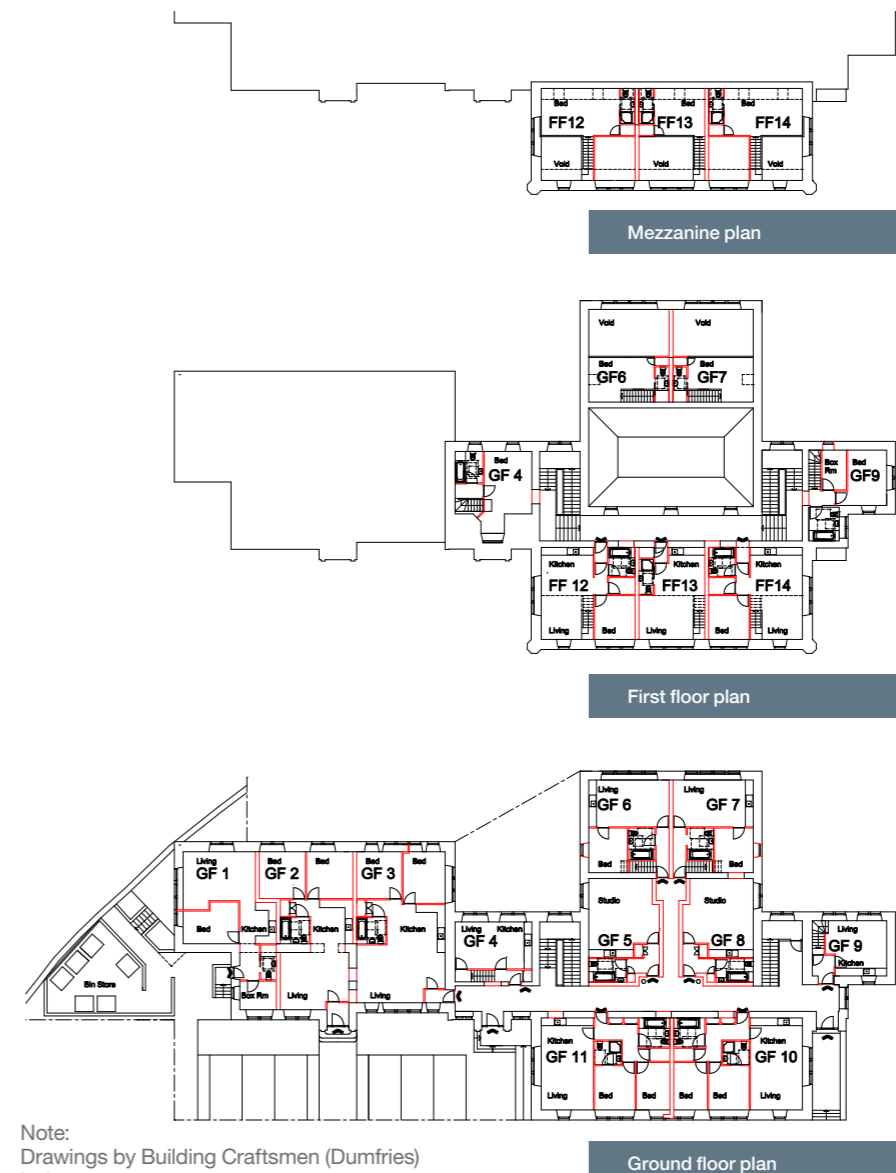 Bed Bed Bed
FF12 FF13 FF14
Void Void Void
Mezzanine plan
Void Void
Bed Bed
GF6 GF7
Bed
GF 4
Box Rm
Bed
GF9
Kitchen Kitchen Kitchen
FF 12 FF13 FF14
Living Bed Living Bed Living
First floor plan
Living Living
GF 6 GF 7
Bed Bed
Living Bed Bed Bed Bed
GF 1 GF 2 GF 3
Studio Studio
Bed Kitchen Kitchen Kitchen
Living Kitchen
GF 4
GF 5 GF 8
Living
GF 9
Kitchen
Bin Store
Box Rm Living Living
Kitchen Kitchen
GF 11 GF 10
Living Bed Bed Bed Bed Living
Note:
Drawings by Building Craftsmen (Dumfries)
Ground floor plan